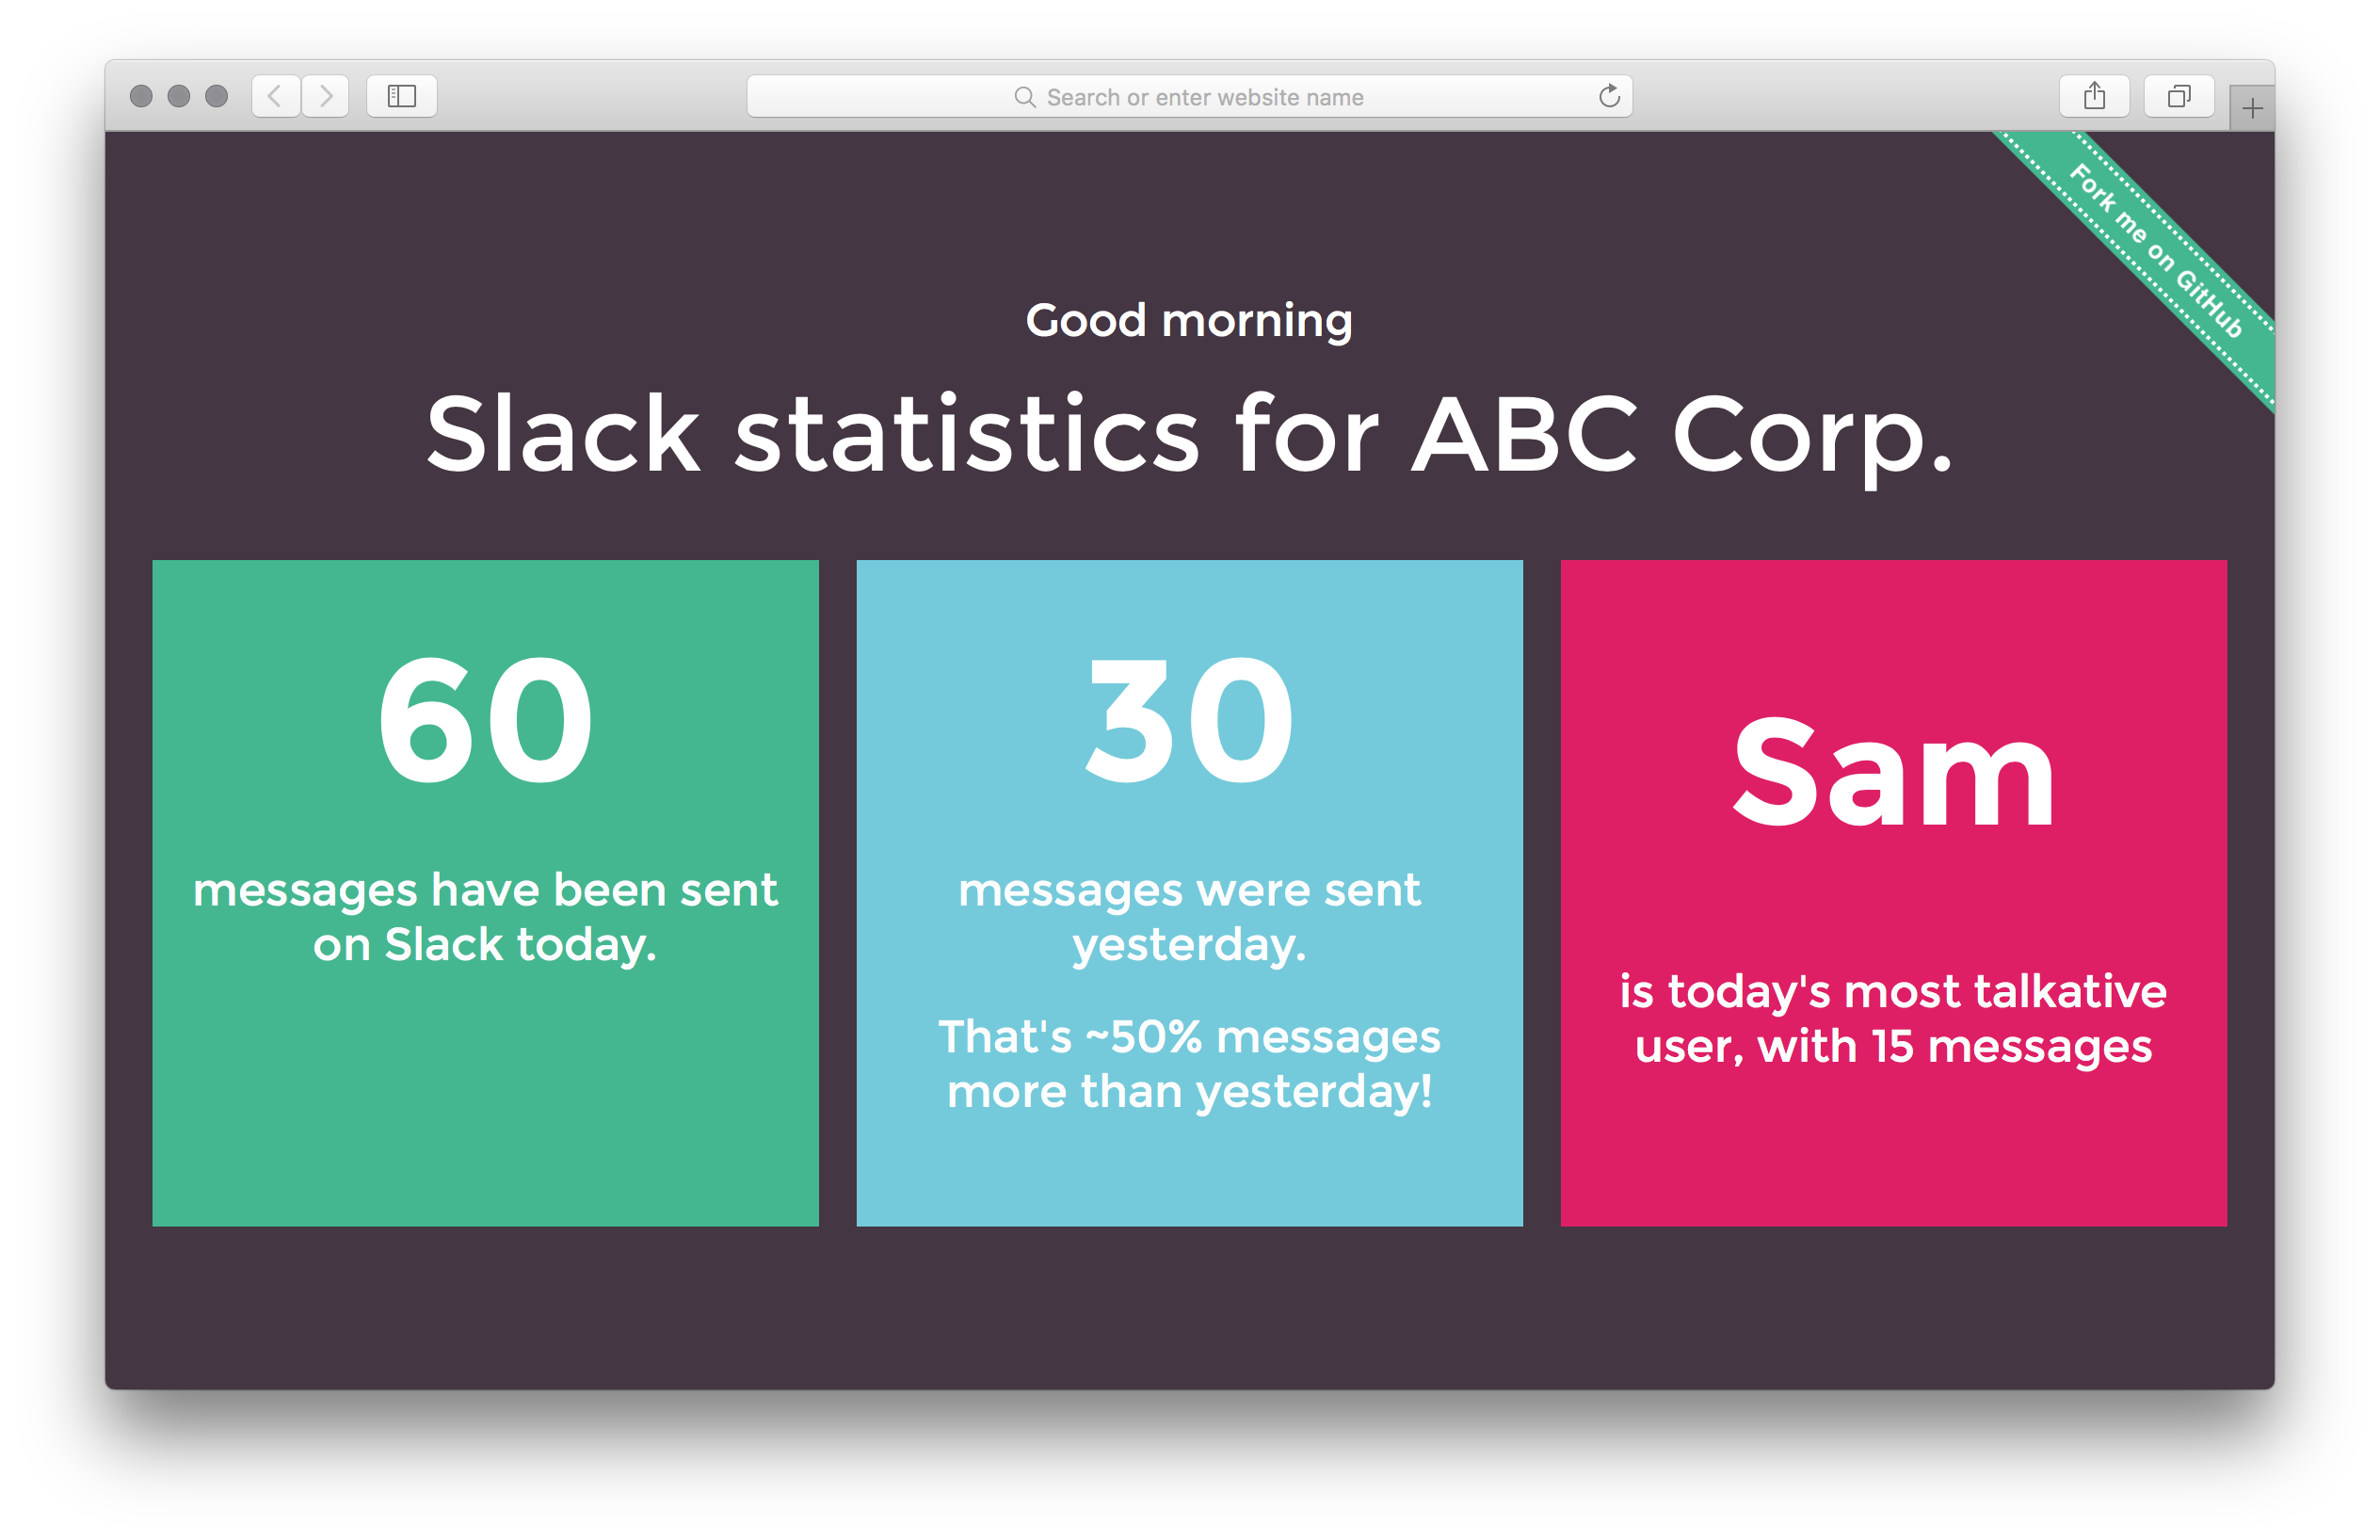 Search or enter website name
Fork me on GitHub
Good morning
Slack statistics for ABC Corp.
60
messages have been sent
on Slack today.
30
messages were sent
yesterday.
That's ~50% messages
more than yesterday!
Sam
is today's most talkative
user, with 15 messages